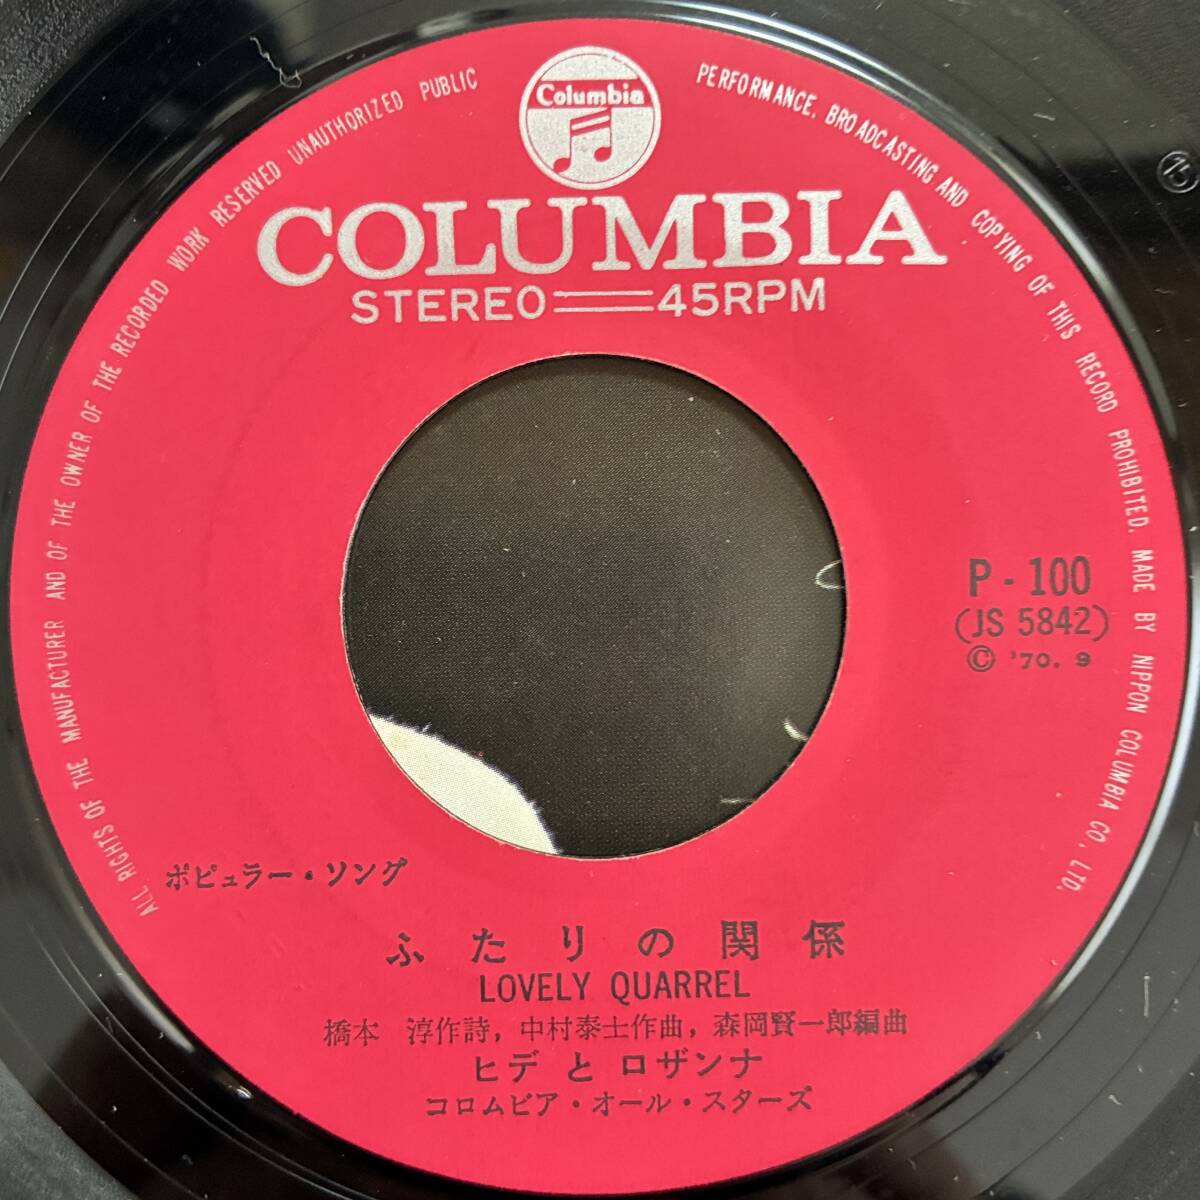 Columbia
COLUMBIA
STEREO 45RPM
ALL RIGHTS OF THE MANUFACTURER AND OF THE OWNER OF THE RECORDED WORK RESERVED UNAUTHORIZED PUBLIC PERFORMANCE, BROADCASTING AND COPYING OF THIS RECORD PROHIBITED. MADE BY NIPPON COLUMBIA CO., LTD.
P - 100
(JS 5842)
© '70. 9
ポピュラー・ソング
ふたりの関係
LOVELY QUARREL
橋本 淳作詩, 中村泰士作曲, 森岡賢一郎編曲
ヒデ と ロザンナ
コロムビア・オール・スターズ